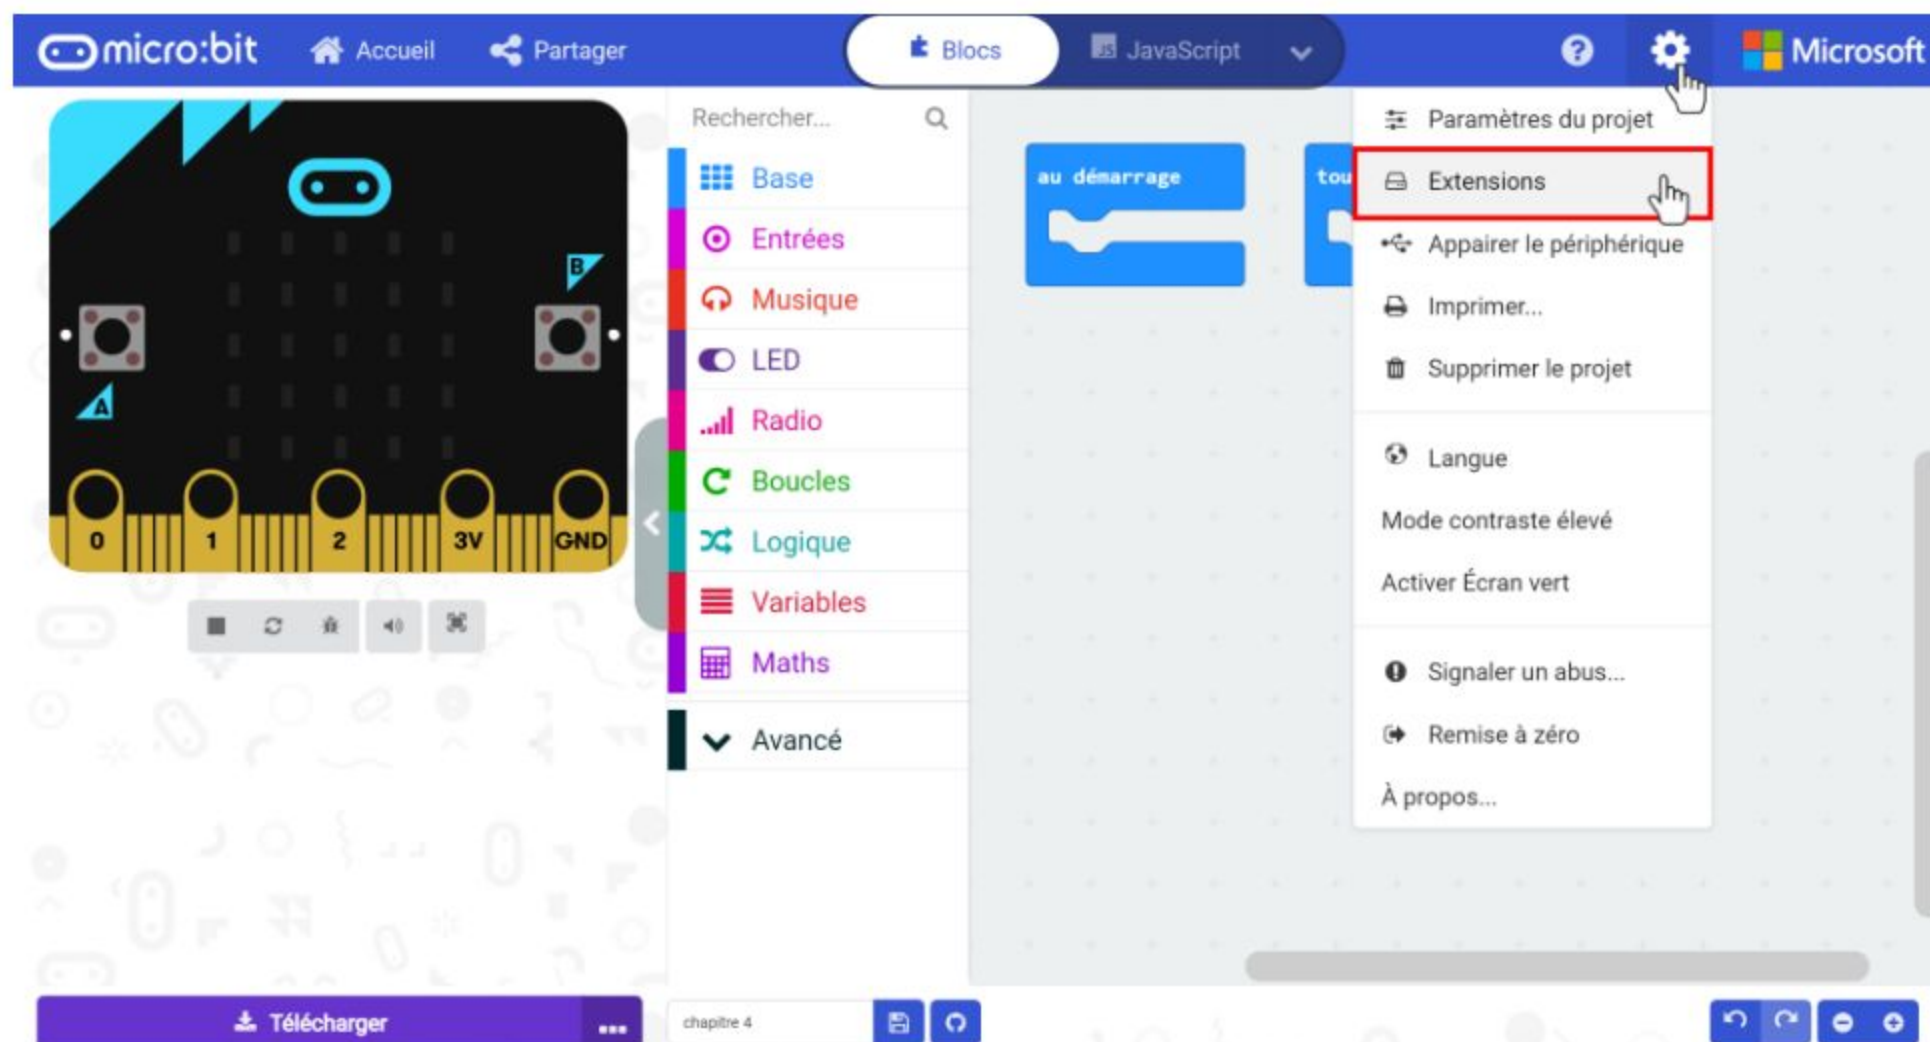 micro:bit
Accueil
Partager
Blocs
JS JavaScript
?
Microsoft
B
A
0
1
2
3V
GND
Télécharger
...
Rechercher...
Base
Entrées
Musique
LED
Radio
Boucles
Logique
Variables
Maths
Avancé
chapitre 4
au démarrage
tou
Paramètres du projet
Extensions
Appairer le périphérique
Imprimer...
Supprimer le projet
Langue
Mode contraste élevé
Activer Écran vert
Signaler un abus...
Remise à zéro
À propos...